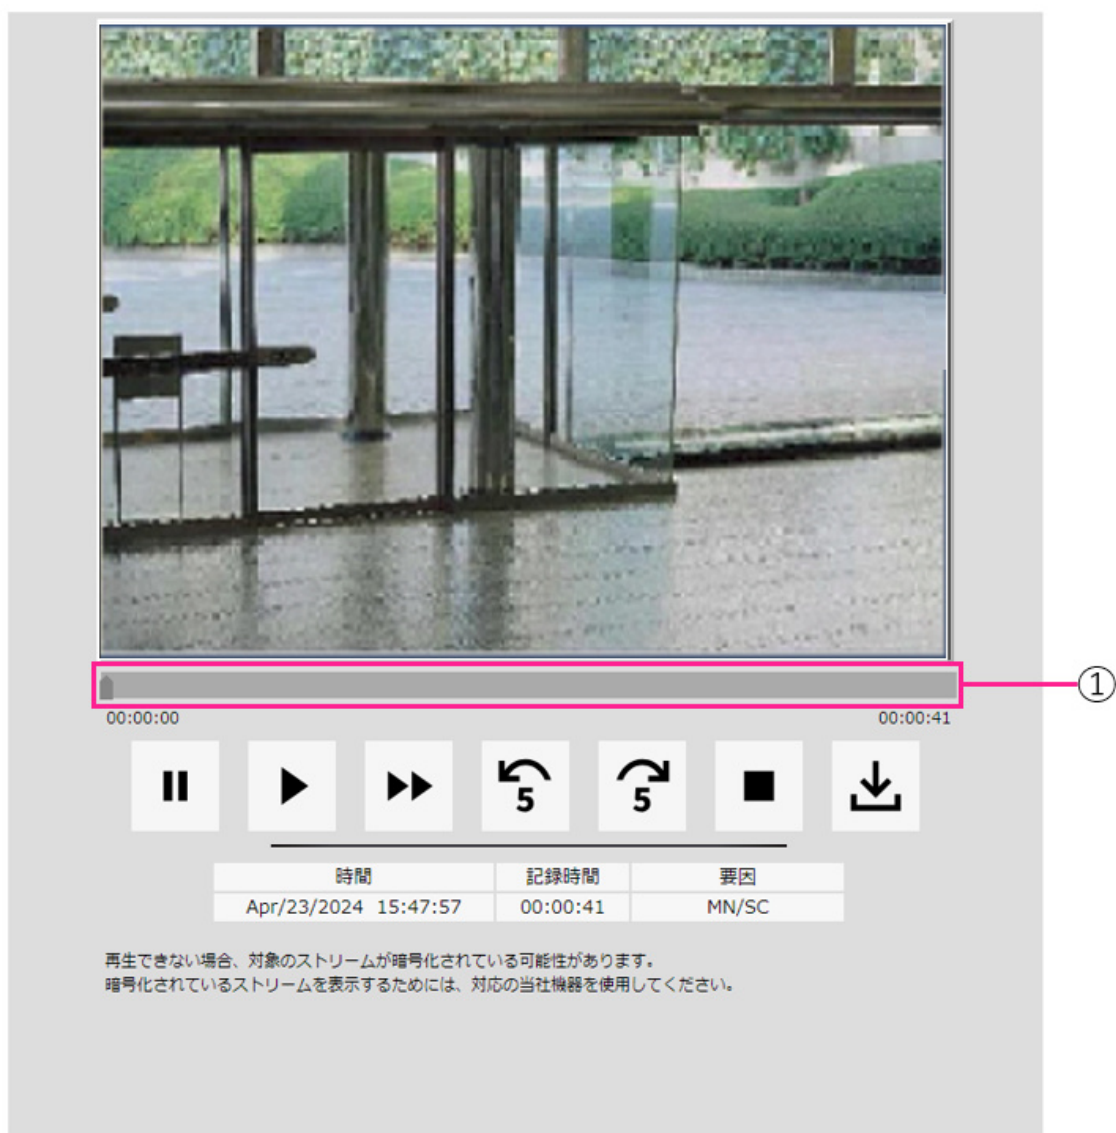 ①
00:00:00 00:00:41
5 5
時間 記録時間 要因
Apr/23/2024 15:47:57 00:00:41 MN/SC
再生できない場合、対象のストリームが暗号化されている可能性があります。
暗号化されているストリームを表示するためには、対応の当社機器を使用してください。